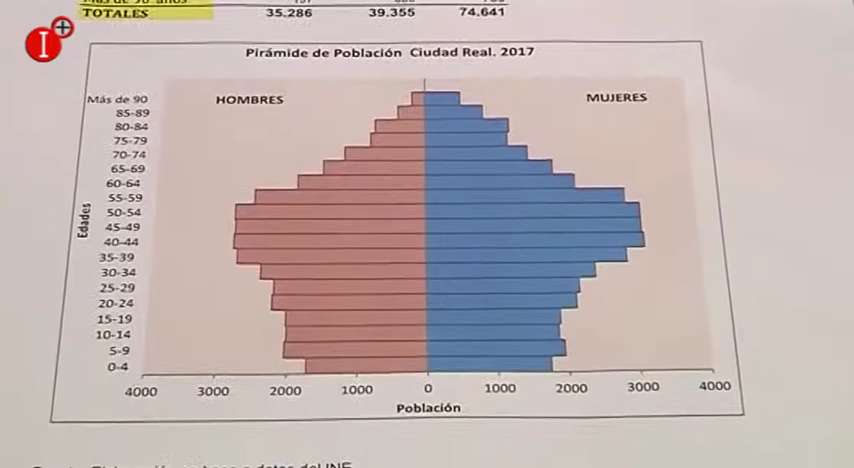 TOTALES 35.286 39.355 74.641
Pirámide de Población Ciudad Real. 2017
HOMBRES
MUJERES
Más de 90
85-89
80-84
75-79
70-74
65-69
60-64
55-59
50-54
45-49
40-44
35-39
30-34
25-29
20-24
15-19
10-14
5-9
0-4
Edades
4000 3000 2000 1000 0 1000 2000 3000 4000
Población